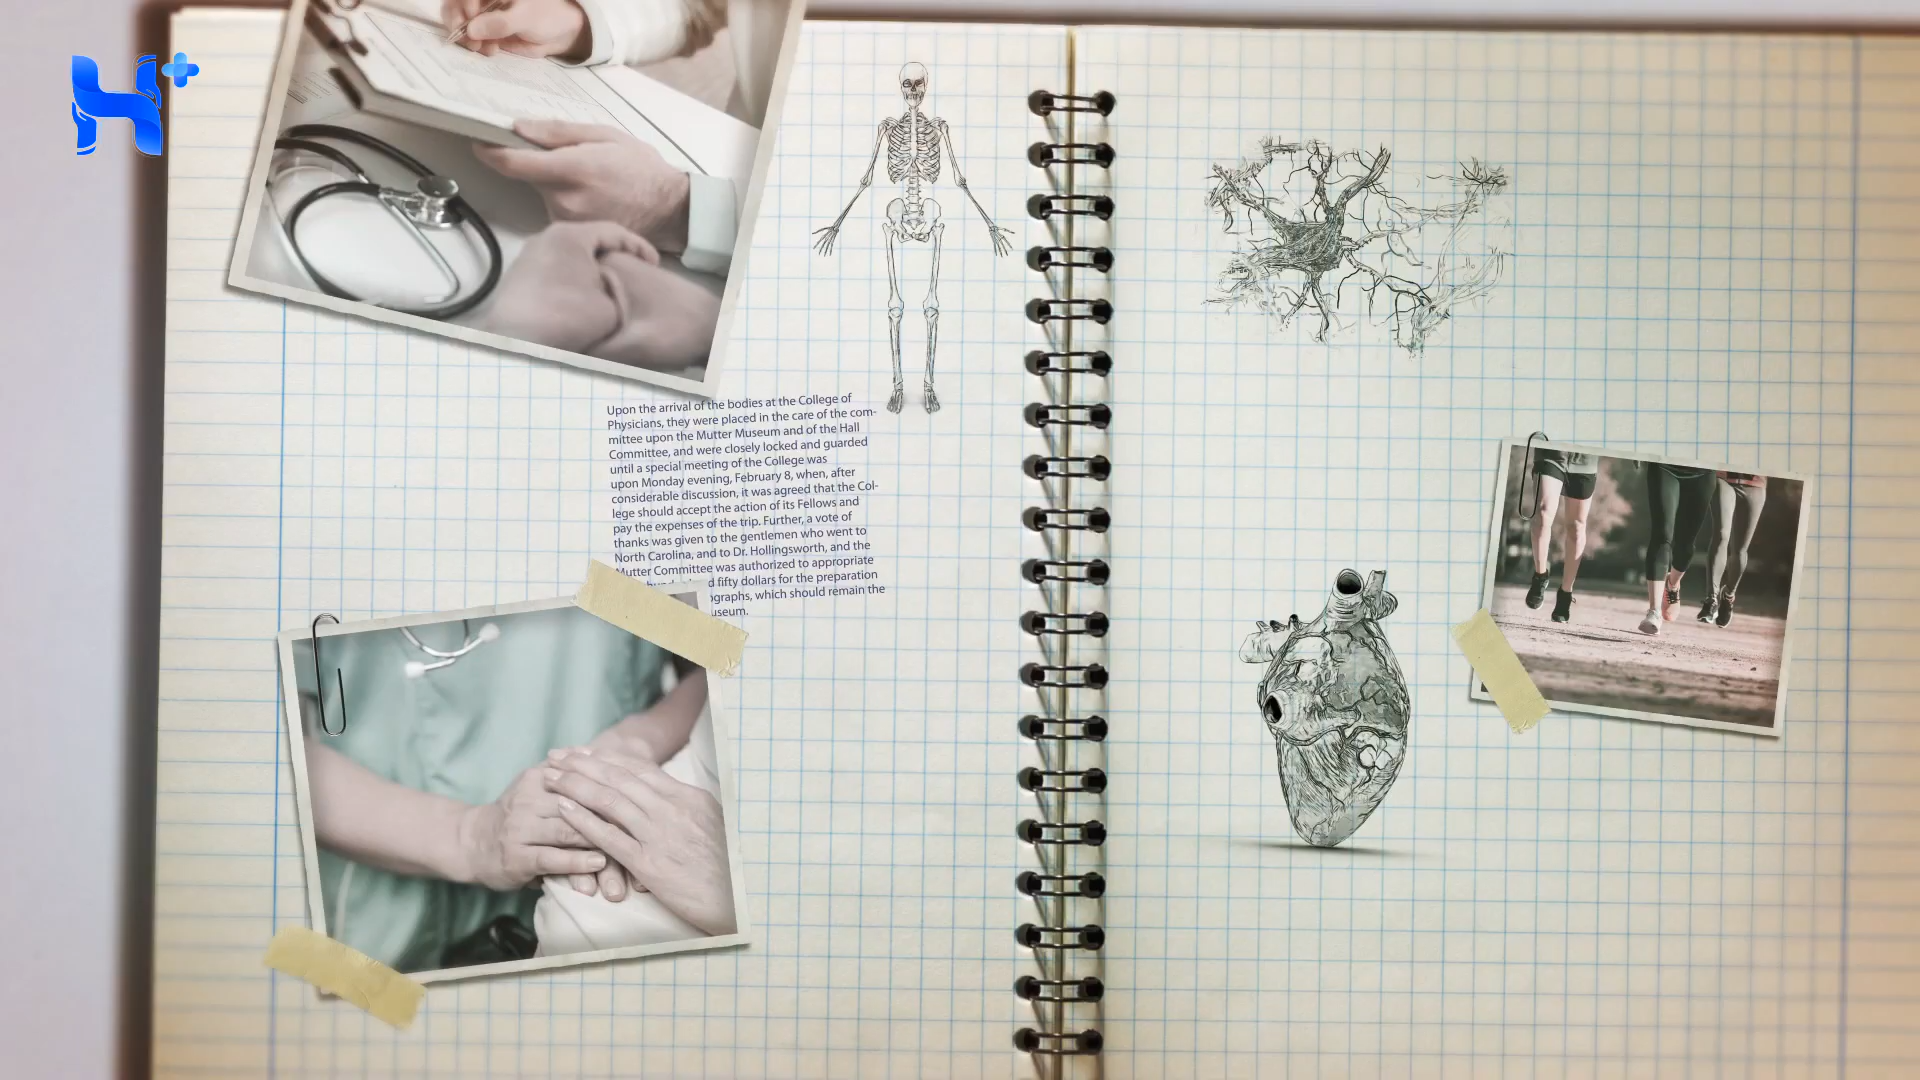 H+
Upon the arrival of the bodies at the College of
Physicians, they were placed in the care of the com-
mittee upon the Mutter Museum and of the Hall
Committee, and were closely locked and guarded
until a special meeting of the College was
upon Monday evening, February 8, when, after
considerable discussion, it was agreed that the Col-
lege should accept the action of its Fellows and
pay the expenses of the trip. Further, a vote of
thanks was given to the gentlemen who went to
North Carolina, and to Dr. Hollingsworth, and the
Mutter Committee was authorized to appropriate
d fifty dollars for the preparation
ographs, which should remain the
useum.